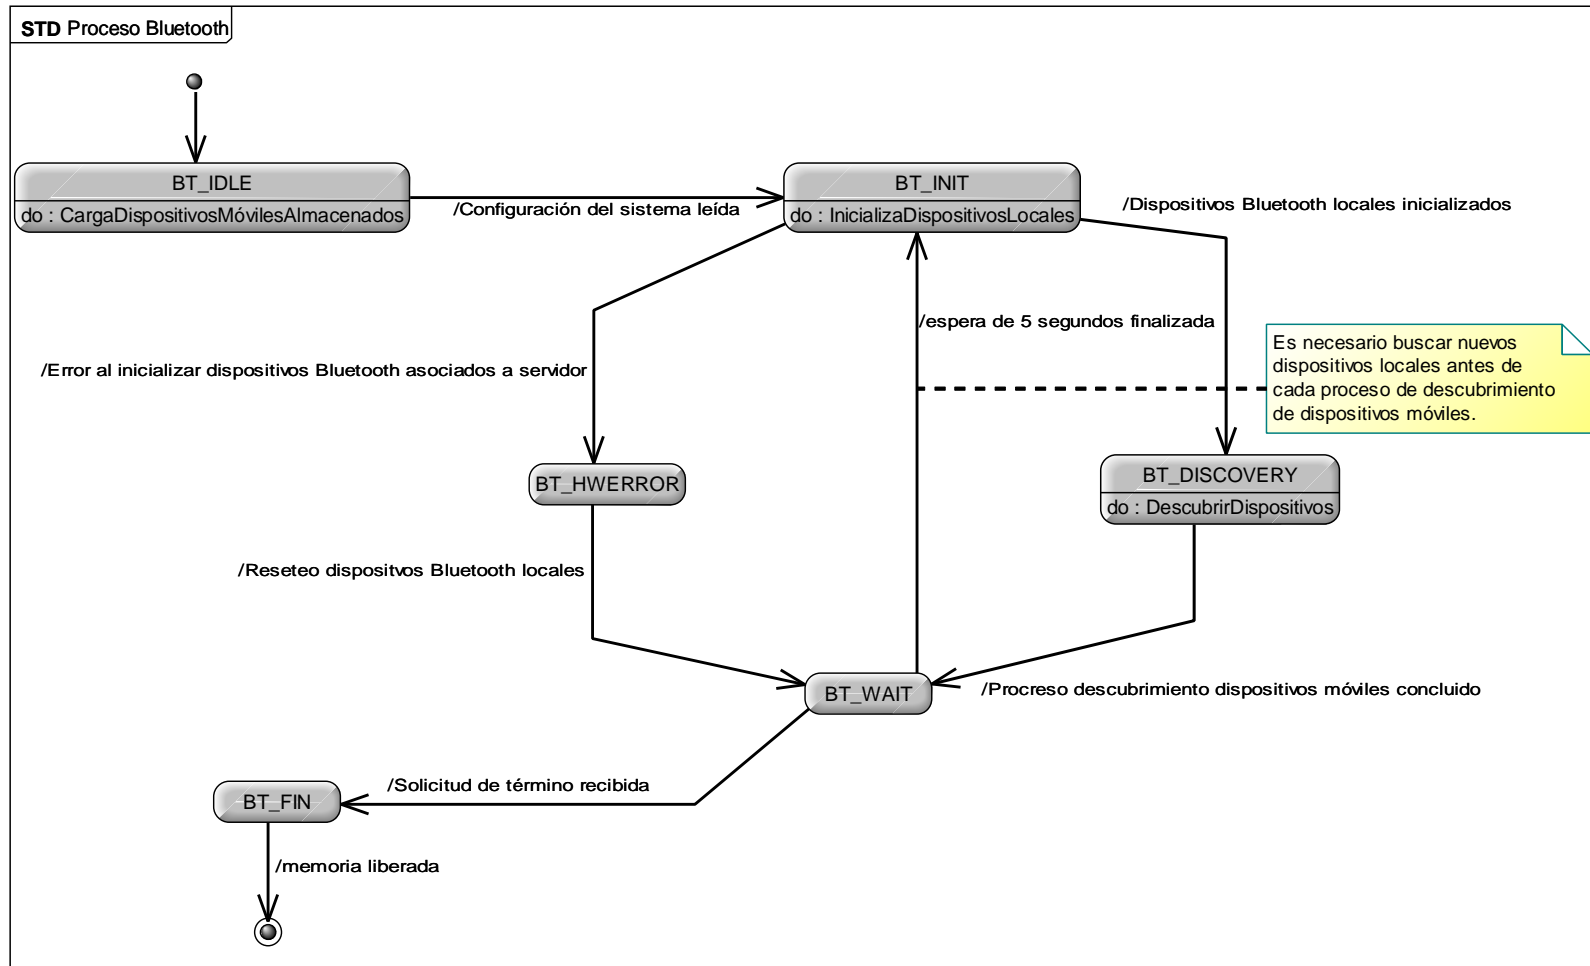 STD Proceso Bluetooth
BT_IDLE
do : CargaDispositivosMóvilesAlmacenados
/Configuración del sistema leída
BT_INIT
do : InicializaDispositivosLocales
/Dispositivos Bluetooth locales inicializados
/espera de 5 segundos finalizada
Es necesario buscar nuevos
dispositivos locales antes de
cada proceso de descubrimiento
de dispositivos móviles.
/Error al inicializar dispositivos Bluetooth asociados a servidor
BT_HWERROR
BT_DISCOVERY
do : DescubrirDispositivos
/Reseteo dispositvos Bluetooth locales
BT_WAIT
/Procreso descubrimiento dispositivos móviles concluido
/Solicitud de término recibida
BT_FIN
/memoria liberada